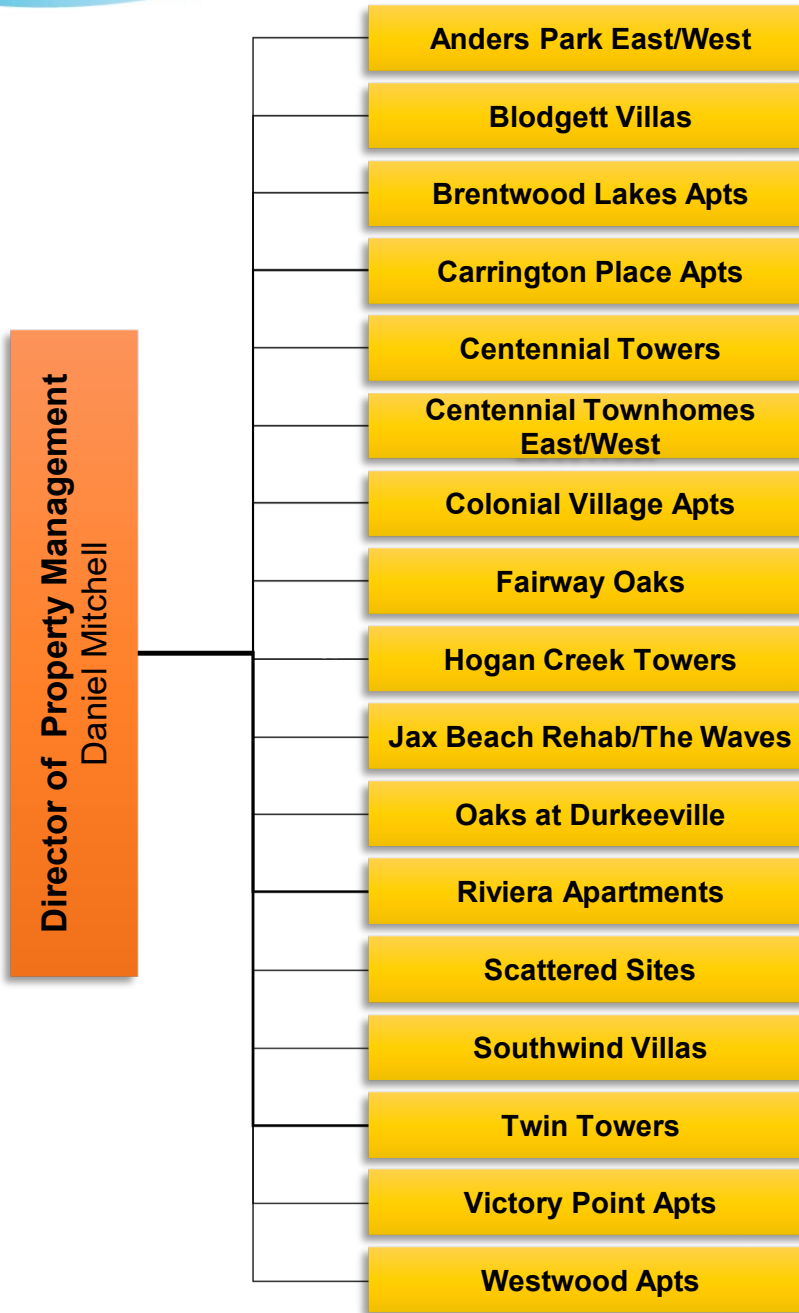 Director of Property Management
Daniel Mitchell
Anders Park East/West
Blodgett Villas
Brentwood Lakes Apts
Carrington Place Apts
Centennial Towers
Centennial Townhomes
East/West
Colonial Village Apts
Fairway Oaks
Hogan Creek Towers
Jax Beach Rehab/The Waves
Oaks at Durkeeville
Riviera Apartments
Scattered Sites
Southwind Villas
Twin Towers
Victory Point Apts
Westwood Apts